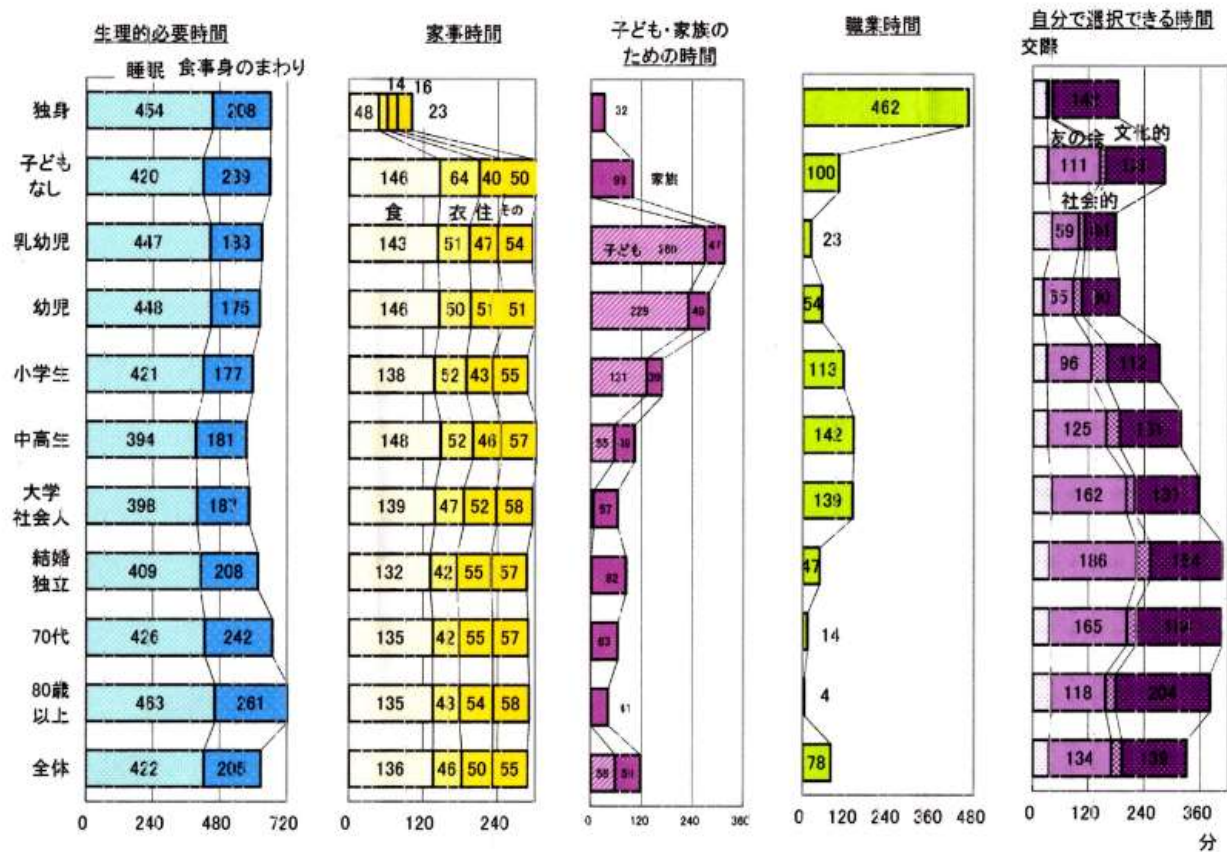 生理的必要時間
家事時間
子ども・家族の
ための時間
職業時間
自分で選択できる時間
睡眠 食事身のまわり
14 16
交際
独身
454 208
48 23
32
462
子ども
なし
420 239
146 64 40 50
家族
100
友の会 文化的
111
食 衣 住 その
社会的
乳幼児
447 183
143 51 47 54
子ども 47
23
59
幼児
448 175
146 50 51 51
229
54
小学生
421 177
138 52 43 55
131
113
96 112
中高生
394 181
148 52 46 57
55
142
125
大学
社会人
398
139 47 52 58
57
139
162
結婚
独立
409 208
132 42 55 57
82
47
186
70代
426 242
135 42 55 57
63
14
165
80歳
以上
463 261
135 43 54 58
41
4
118 204
全体
422 205
136 46 50 55
78
134
0 240 480 720
0 120 240
0 120 240 360
0 120 240 360 480
0 120 240 360
分